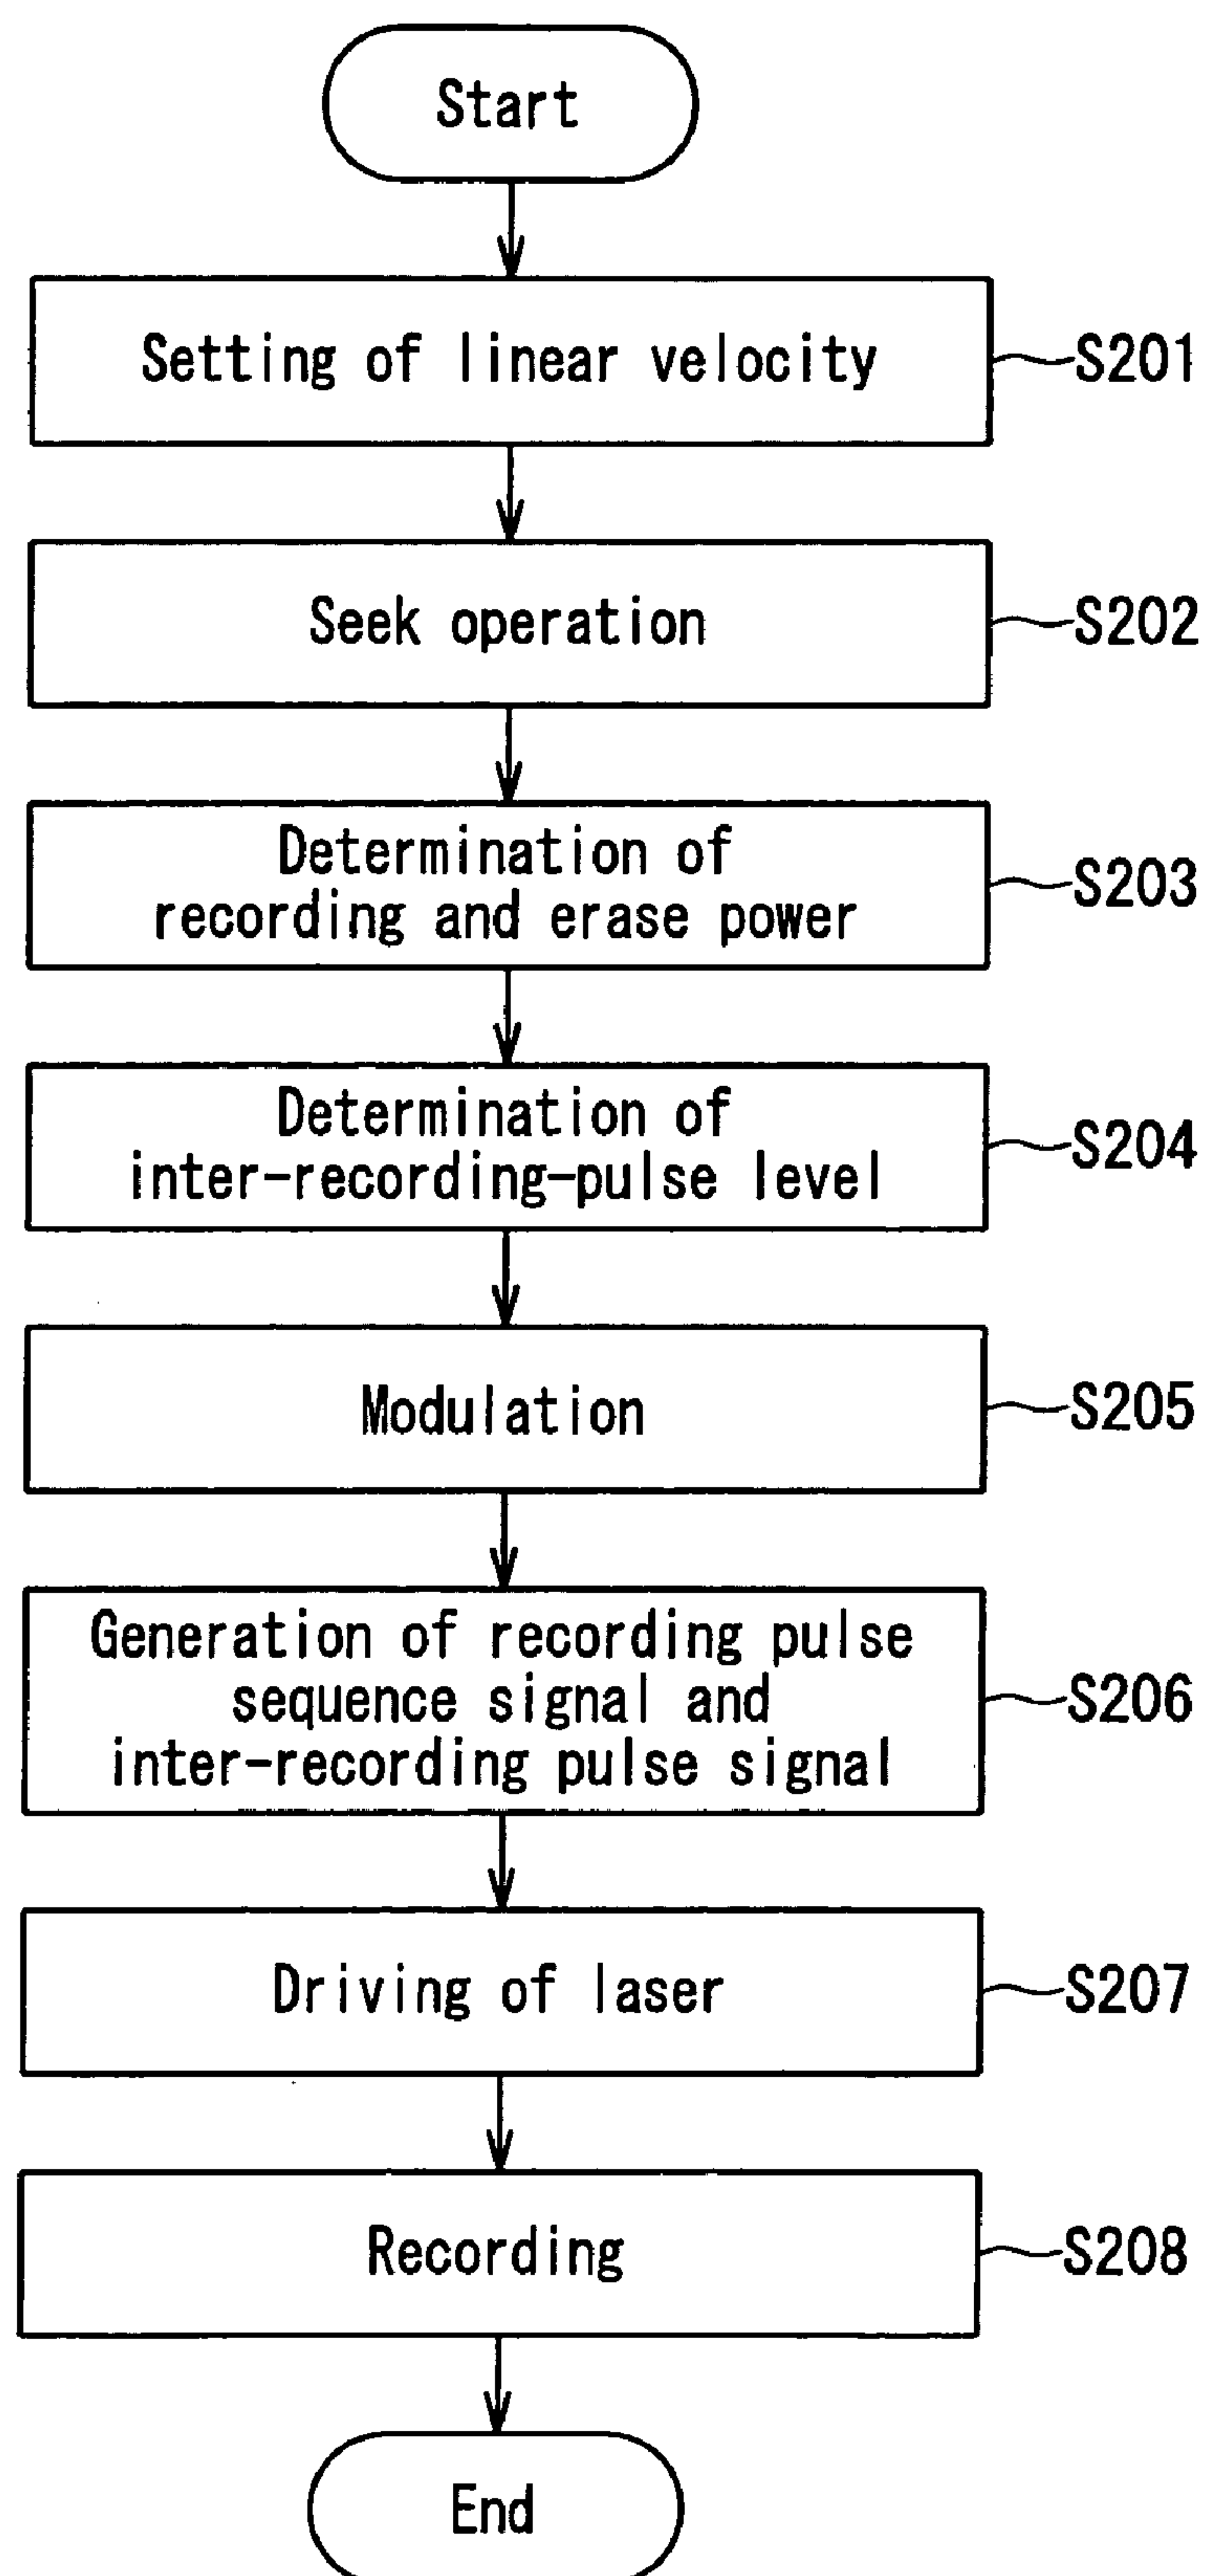 Start
Setting of linear velocity
S201
Seek operation
S202
Determination of
recording and erase power
S203
Determination of
inter-recording-pulse level
S204
Modulation
S205
Generation of recording pulse
sequence signal and
inter-recording pulse signal
S206
Driving of laser
S207
Recording
S208
End